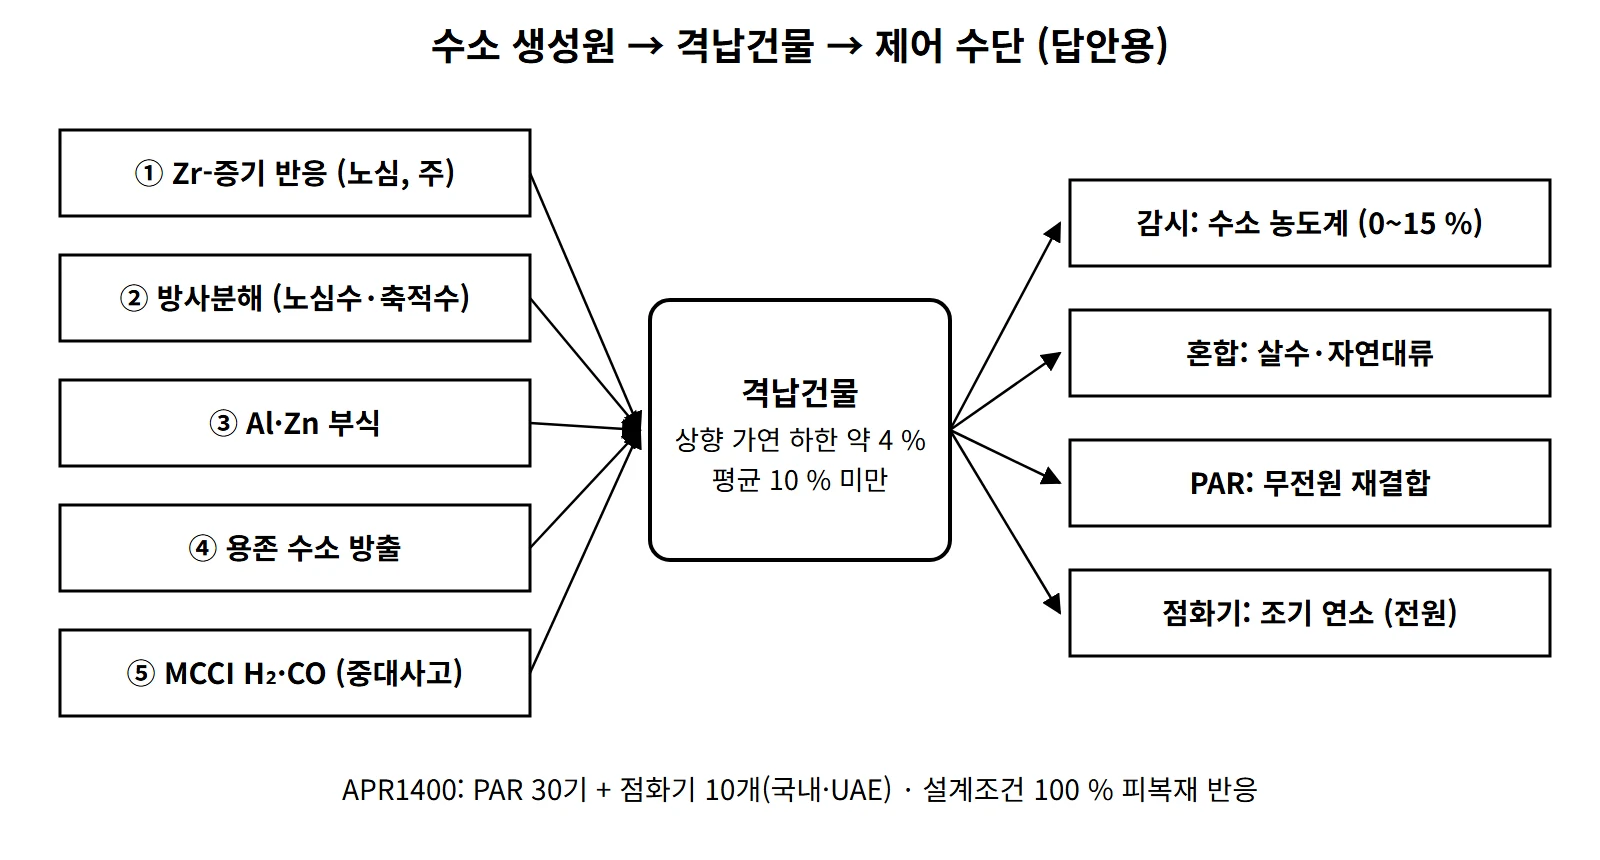 수소 생성원 → 격납건물 → 제어 수단 (답안용)
① Zr-증기 반응 (노심, 주)
② 방사분해 (노심수·축적수)
③ Al·Zn 부식
④ 용존 수소 방출
⑤ MCCI H₂·CO (중대사고)
격납건물
상향 가연 하한 약 4 %
평균 10 % 미만
감시: 수소 농도계 (0~15 %)
혼합: 살수·자연대류
PAR: 무전원 재결합
점화기: 조기 연소 (전원)
APR1400: PAR 30기 + 점화기 10개(국내·UAE) · 설계조건 100 % 피복재 반응